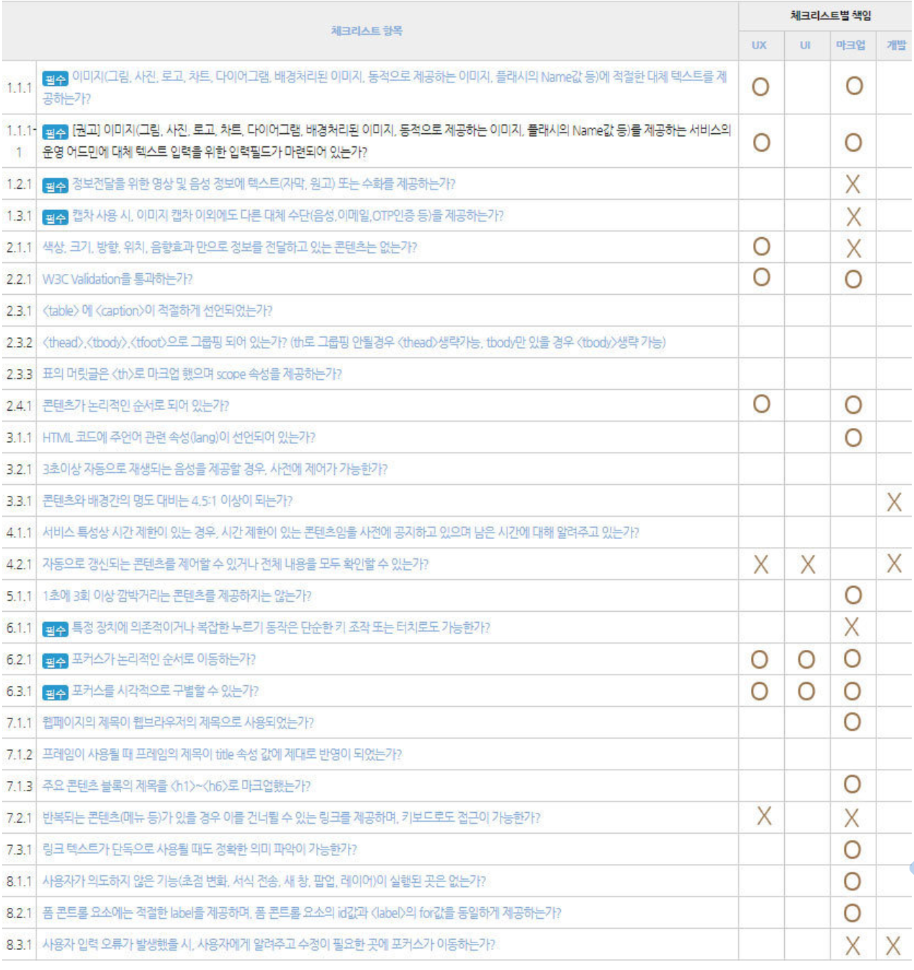 체크리스트 항목
체크리스트별 책임
UX UI 마크업 개발
1.1.1 필수 이미지(그림, 사진, 로고, 차트, 다이어그램, 배경처리된 이미지, 동적으로 제공하는 이미지, 플래시의 Name값 등)에 적절한 대체 텍스트를 제
공하는가? O O
1.1.1- 필수 [권고] 이미지(그림, 사진, 로고, 차트, 다이어그램, 배경처리된 이미지, 동적으로 제공하는 이미지, 플래시의 Name값 등)를 제공하는 서비스의
1 운영 어드민에 대체 텍스트 입력을 위한 입력필드가 마련되어 있는가? O O
1.2.1 필수 정보전달을 위한 영상 및 음성 정보에 텍스트(자막, 원고) 또는 수화를 제공하는가? X
1.3.1 필수 캡차 사용 시, 이미지 캡차 이외에도 다른 대체 수단(음성,이메일,OTP인증 등)을 제공하는가? X
2.1.1 색상, 크기, 방향, 위치, 음향효과 만으로 정보를 전달하고 있는 콘텐츠는 없는가? O X
2.2.1 W3C Validation을 통과하는가? O O
2.3.1 <table> 에 <caption>이 적절하게 선언되었는가?
2.3.2 <thead>,<tbody>,<tfoot>으로 그룹핑 되어 있는가? (th로 그룹핑 안될경우 <thead>생략가능, tbody만 있을 경우 <tbody>생략 가능)
2.3.3 표의 머릿글은 <th>로 마크업 했으며 scope 속성을 제공하는가?
2.4.1 콘텐츠가 논리적인 순서로 되어 있는가? O O
3.1.1 HTML 코드에 주언어 관련 속성(lang)이 선언되어 있는가? O
3.2.1 3초이상 자동으로 재생되는 음성를 제공할 경우, 사전에 제어가 가능한가?
3.3.1 콘텐츠와 배경간의 명도 대비는 4.5:1 이상이 되는가? X
4.1.1 서비스 특성상 시간 제한이 있는 경우, 시간 제한이 있는 콘텐츠임를 사전에 공지하고 있으며 남은 시간에 대해 알려주고 있는가?
4.2.1 자동으로 갱신되는 콘텐츠를 제어할 수 있거나 전체 내용을 모두 확인할 수 있는가? X X X
5.1.1 1초에 3회 이상 깜박거리는 콘텐츠를 제공하지는 않는가? O
6.1.1 필수 특정 장치에 의존적이거나 복잡한 누르기 동작은 단순한 키 조작 또는 터치로도 가능한가? X
6.2.1 필수 포커스가 논리적인 순서로 이동하는가? O O O
6.3.1 필수 포커스를 시각적으로 구별할 수 있는가? O O O
7.1.1 웹페이지의 제목이 웹브라우저의 제목으로 사용되었는가? O
7.1.2 프레임이 사용될 때 프레임의 제목이 title 속성 값에 제대로 반영이 되었는가?
7.1.3 주요 콘텐츠 블록의 제목을 <h1>~<h6>로 마크업했는가? O
7.2.1 반복되는 콘텐츠(메뉴 등)가 있을 경우 이를 건너뛸 수 있는 링크를 제공하며, 키보드로도 접근이 가능한가? X X
7.3.1 링크 텍스트가 단독으로 사용될 때도 정확한 의미 파악이 가능한가? O
8.1.1 사용자가 의도하지 않은 기능(초점 변화, 서식 전송, 새 창, 팝업, 레이어)이 실행된 곳은 없는가? O
8.2.1 폼 콘트롤 요소에는 적절한 label를 제공하며, 폼 콘트롤 요소의 id값과 <label>의 for값을 동일하게 제공하는가? O
8.3.1 사용자 입력 오류가 발생했을 시, 사용자에게 알려주고 수정이 필요한 곳에 포커스가 이동하는가? X X